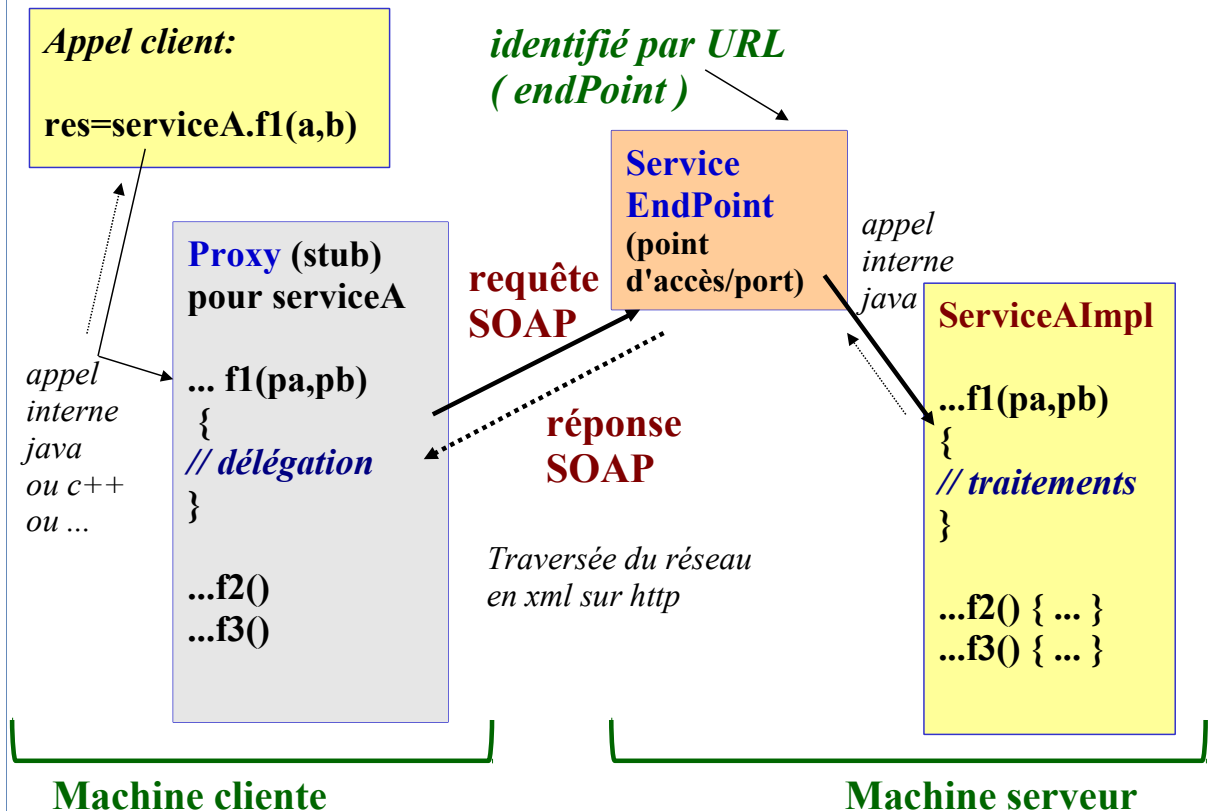 Appel client:
res=serviceA.f1(a,b)
identifié par URL
( endPoint )
Service
EndPoint
(point
d'accès/port)
appel
interne
java
Proxy (stub)
pour serviceA
... f1(pa,pb)
{
// délégation
}
...f2()
...f3()
appel
interne
java
ou c++
ou ...
requête
SOAP
réponse
SOAP
Traversée du réseau
en xml sur http
ServiceAImpl
...f1(pa,pb)
{
// traitements
}
...f2() { ... }
...f3() { ... }
Machine cliente
Machine serveur